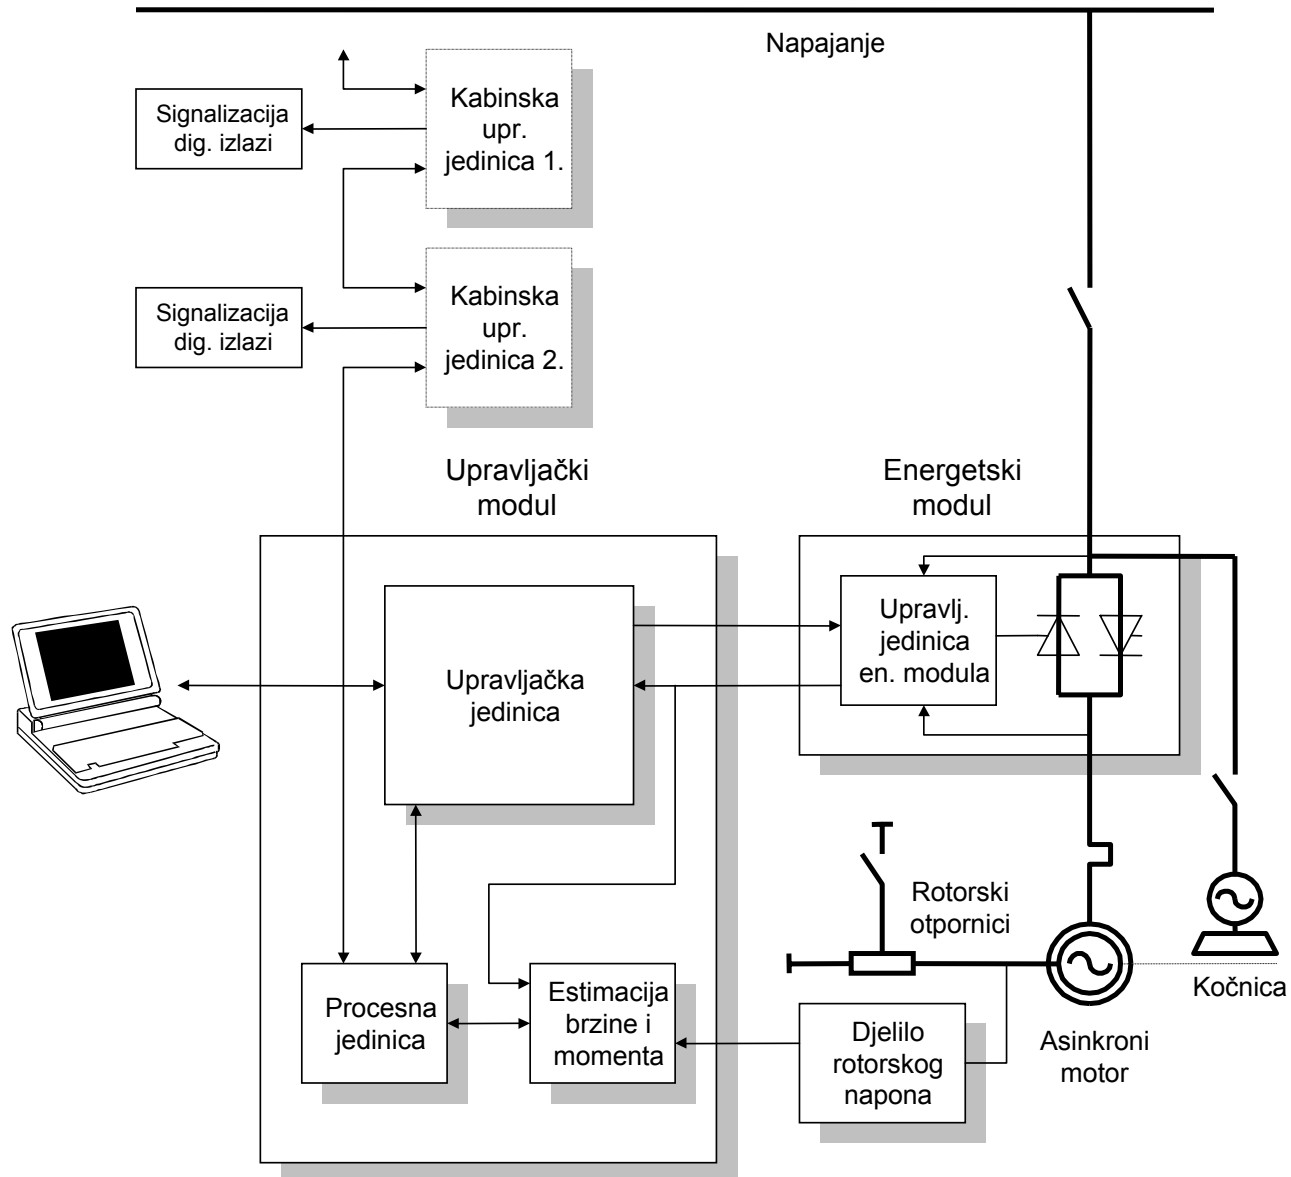 Napajanje
Kabinska
upr.
jedinica 1.
Signalizacija
dig. izlazi
Kabinska
upr.
jedinica 2.
Signalizacija
dig. izlazi
Upravljački
modul
Energetski
modul
Upravljačka
jedinica
Upravlj.
jedinica
en. modula
Rotorski
otpornici
Kočnica
Procesna
jedinica
Estimacija
brzine i
momenta
Djelilo
rotorskog
napona
Asinkroni
motor